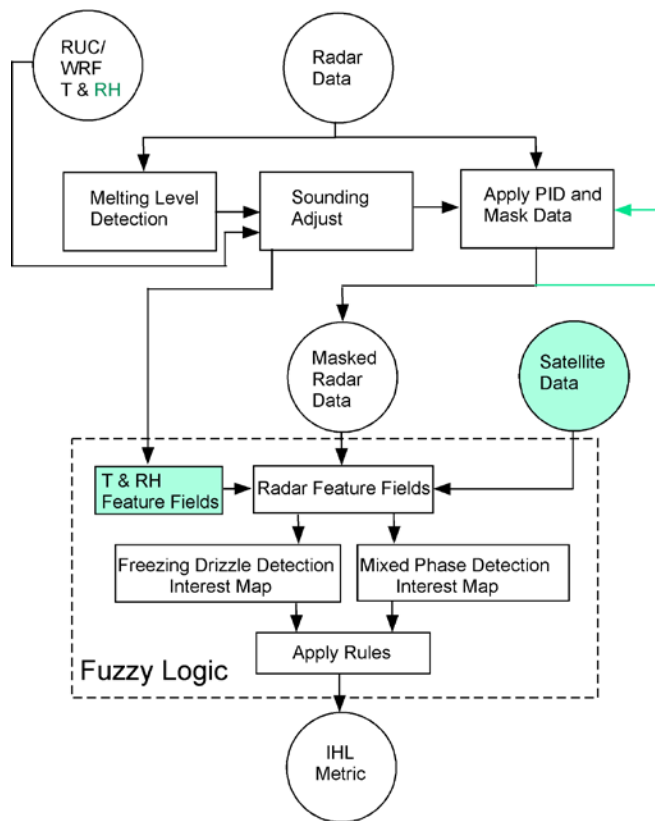 RUC/
WRF
T & RH
Radar
Data
Melting Level
Detection
Sounding
Adjust
Apply PID and
Mask Data
Masked
Radar
Data
Satellite
Data
T & RH
Feature Fields
Radar Feature Fields
Freezing Drizzle Detection
Interest Map
Mixed Phase Detection
Interest Map
Apply Rules
Fuzzy Logic
IHL
Metric